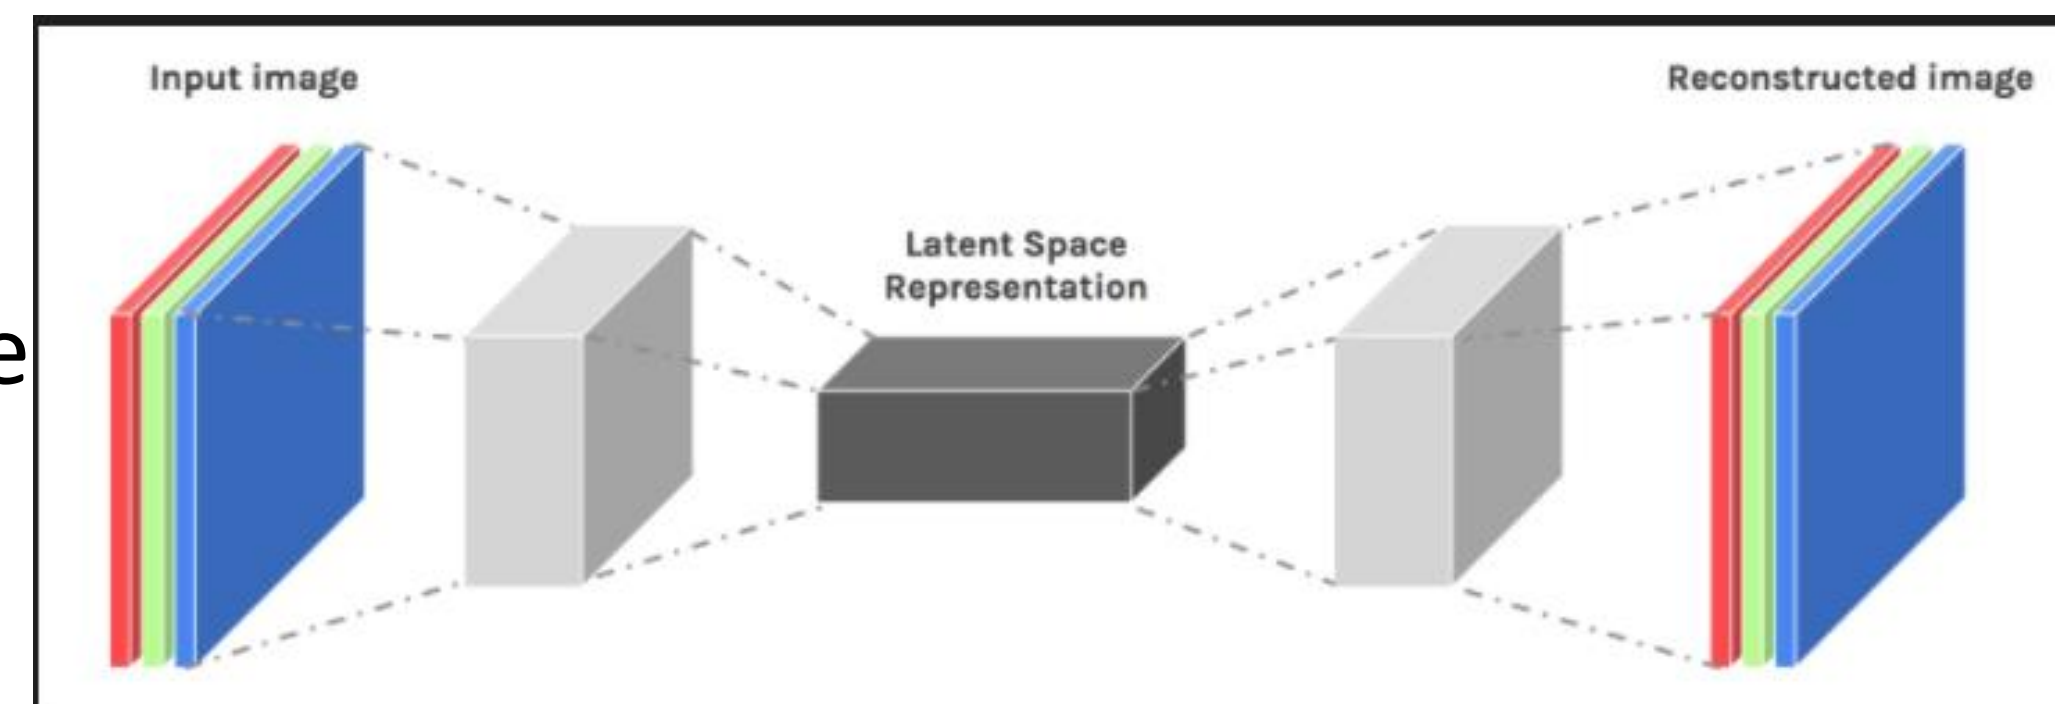 Input image
Reconstructed image
Latent Space
Representation
e